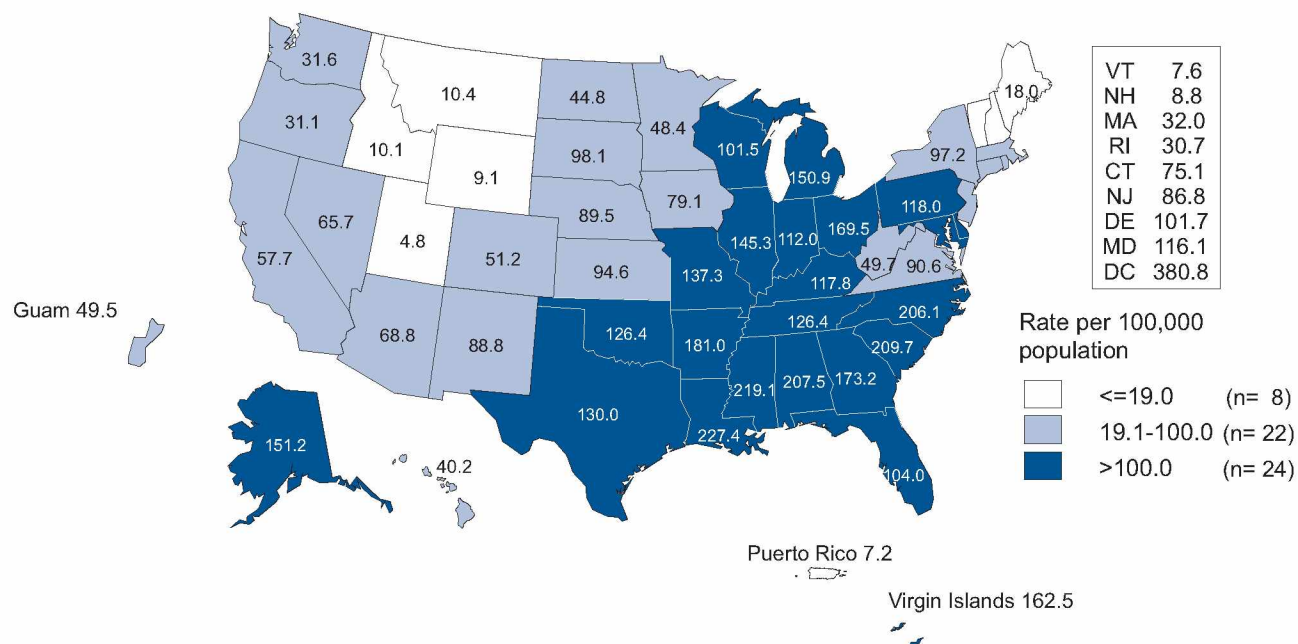 31.6
10.4
44.8
48.4
18.0
31.1
10.1
9.1
98.1
101.5
150.9
97.2
65.7
4.8
51.2
89.5
79.1
145.3
112.0
169.5
118.0
57.7
94.6
137.3
117.8
49.7
90.6
68.8
88.8
126.4
181.0
126.4
206.1
209.7
130.0
227.4
219.1
207.5
173.2
104.0
151.2
40.2
Guam 49.5
Puerto Rico 7.2
Virgin Islands 162.5
VT 7.6
NH 8.8
MA 32.0
RI 30.7
CT 75.1
NJ 86.8
DE 101.7
MD 116.1
DC 380.8
Rate per 100,000
population
<=19.0 (n= 8)
19.1-100.0 (n= 22)
>100.0 (n= 24)